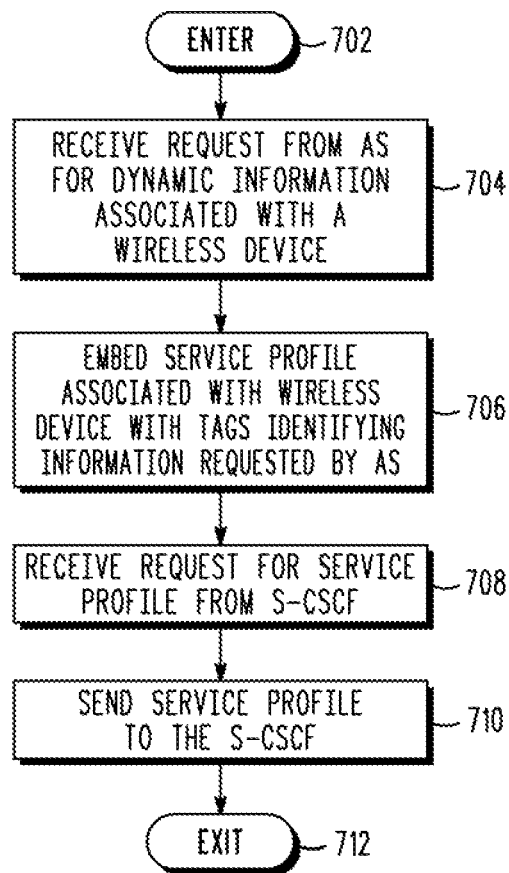 ENTER
702
RECEIVE REQUEST FROM AS
FOR DYNAMIC INFORMATION
ASSOCIATED WITH A
WIRELESS DEVICE
704
EMBED SERVICE PROFILE
ASSOCIATED WITH WIRELESS
DEVICE WITH TAGS IDENTIFYING
INFORMATION REQUESTED BY AS
706
RECEIVE REQUEST FOR SERVICE
PROFILE FROM S-CSCF
708
SEND SERVICE PROFILE
TO THE S-CSCF
710
EXIT
712